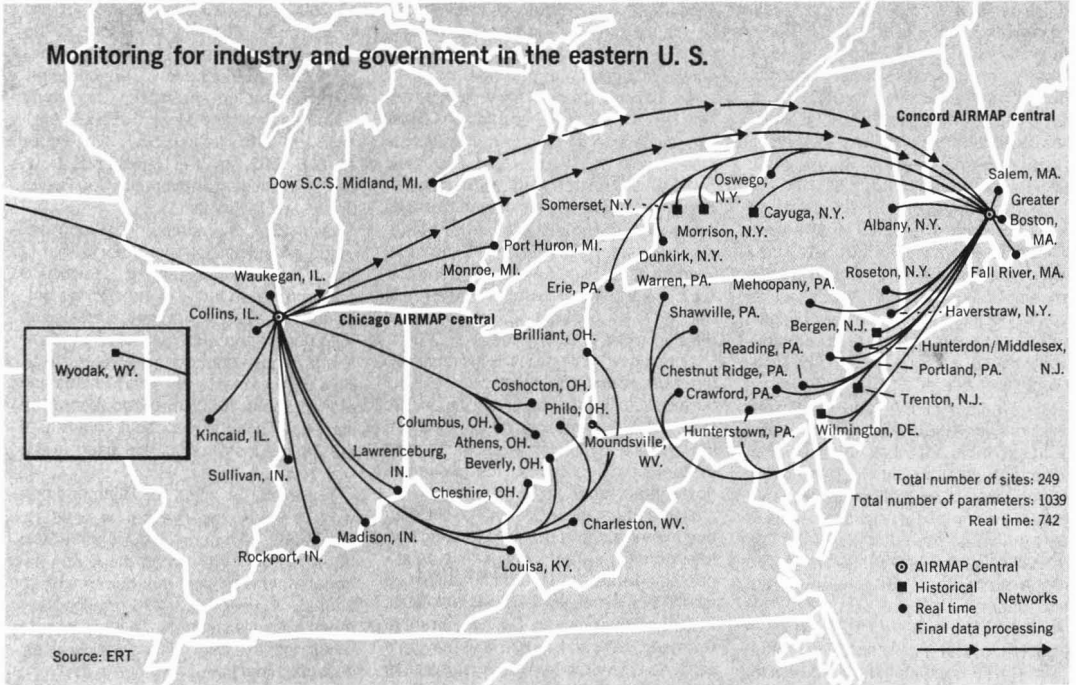 Monitoring for industry and government in the eastern U. S.
Concord AIRMAP central
Dow S.C.S. Midland, MI.
Oswego,
N.Y.
Salem, MA.
Greater
Boston,
MA.
Somerset, N.Y.
Morrison, N.Y.
Cayuga, N.Y.
Albany, N.Y.
Port Huron, MI.
Dunkirk, N.Y.
Fall River, MA.
Waukegan, IL.
Monroe, MI.
Erie, PA.
Warren, PA.
Mehoopany, PA.
Roseton, N.Y.
Collins, IL.
Chicago AIRMAP central
Shawville, PA.
Haverstraw, N.Y.
Bergen, N.J.
Brilliant, OH.
Reading, PA.
Hunterdon/Middlesex,
N.J.
Wyodak, WY.
Chestnut Ridge, PA.
Portland, PA.
Coshocton, OH.
Crawford, PA.
Trenton, N.J.
Philo, OH.
Columbus, OH.
Kincaid, IL.
Athens, OH.
Moundsville,
WV.
Hunterstown, PA.
Wilmington, DE.
Lawrenceburg,
IN.
Beverly, OH.
Sullivan, IN.
Cheshire, OH.
Total number of sites: 249
Total number of parameters: 1039
Real time: 742
Charleston, WV.
Madison, IN.
Rockport, IN.
Louisa, KY.
AIRMAP Central
Historical
Networks
Real time
Final data processing
Source: ERT